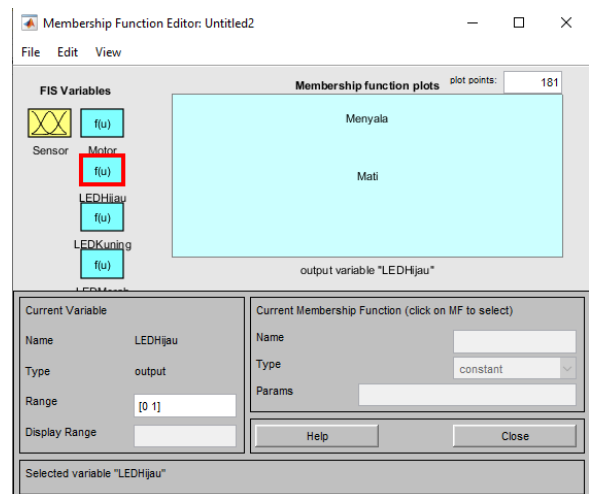 Membership Function Editor: Untitled2
File Edit View
FIS Variables
Membership function plots
plot points:
181
f(u)
Sensor Motor
f(u)
LEDHijau
f(u)
LEDKuning
f(u)
LEDMerah
Menyala
Mati
output variable "LEDHijau"
Current Variable
Name LEDHijau
Type output
Range [0 1]
Display Range
Current Membership Function (click on MF to select)
Name
Type constant
Params
Help Close
Selected variable "LEDHijau"